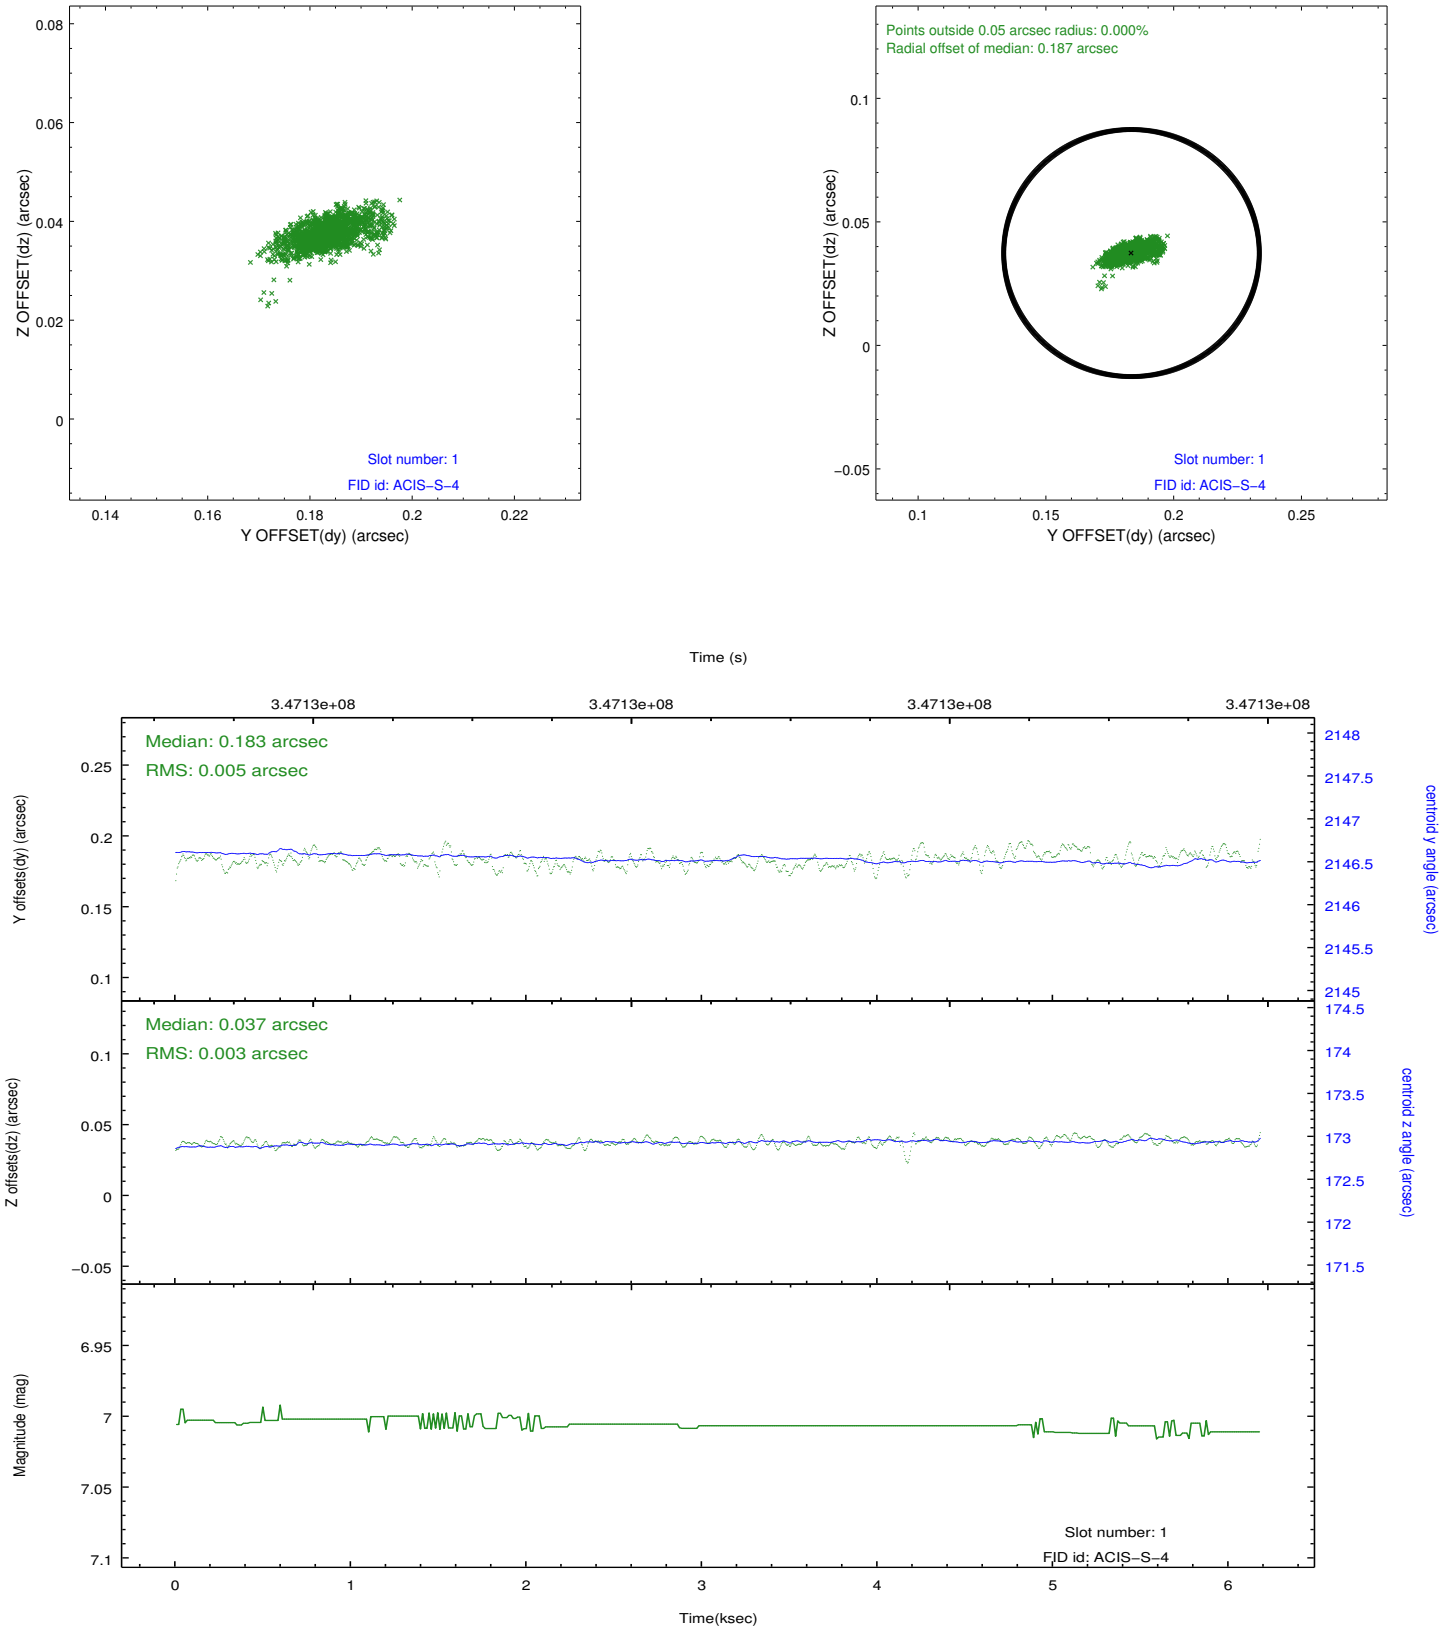 0.08
0.06
0.04
0.02
0
Z OFFSET(dz) (arcsec)
Slot number: 1
FID id: ACIS−S−4
0.14
0.16
0.18
0.2
0.22
Y OFFSET(dy) (arcsec)
Points outside 0.05 arcsec radius: 0.000%
Radial offset of median: 0.187 arcsec
0.1
0.05
0
−0.05
Z OFFSET(dz) (arcsec)
Slot number: 1
FID id: ACIS−S−4
0.1
0.15
0.2
0.25
Y OFFSET(dy) (arcsec)
Time (s)
3.4713e+08
3.4713e+08
3.4713e+08
3.4713e+08
Median: 0.183 arcsec
RMS: 0.005 arcsec
0.25
0.2
0.15
0.1
Y offsets(dy) (arcsec)
2148
2147.5
2147
2146.5
2146
2145.5
2145
centroid y angle (arcsec)
Median: 0.037 arcsec
RMS: 0.003 arcsec
0.1
0.05
0
−0.05
Z offsets(dz) (arcsec)
174.5
174
173.5
173
172.5
172
171.5
centroid z angle (arcsec)
6.95
7
7.05
7.1
Magnitude (mag)
Slot number: 1
FID id: ACIS−S−4
0
1
2
3
4
5
6
Time(ksec)